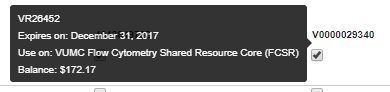 VR26452
Expires on: December 31, 2017
V0000029340
Use on: VUMC Flow Cytometry Shared Resource Core (FCSR)
Balance: $172.17